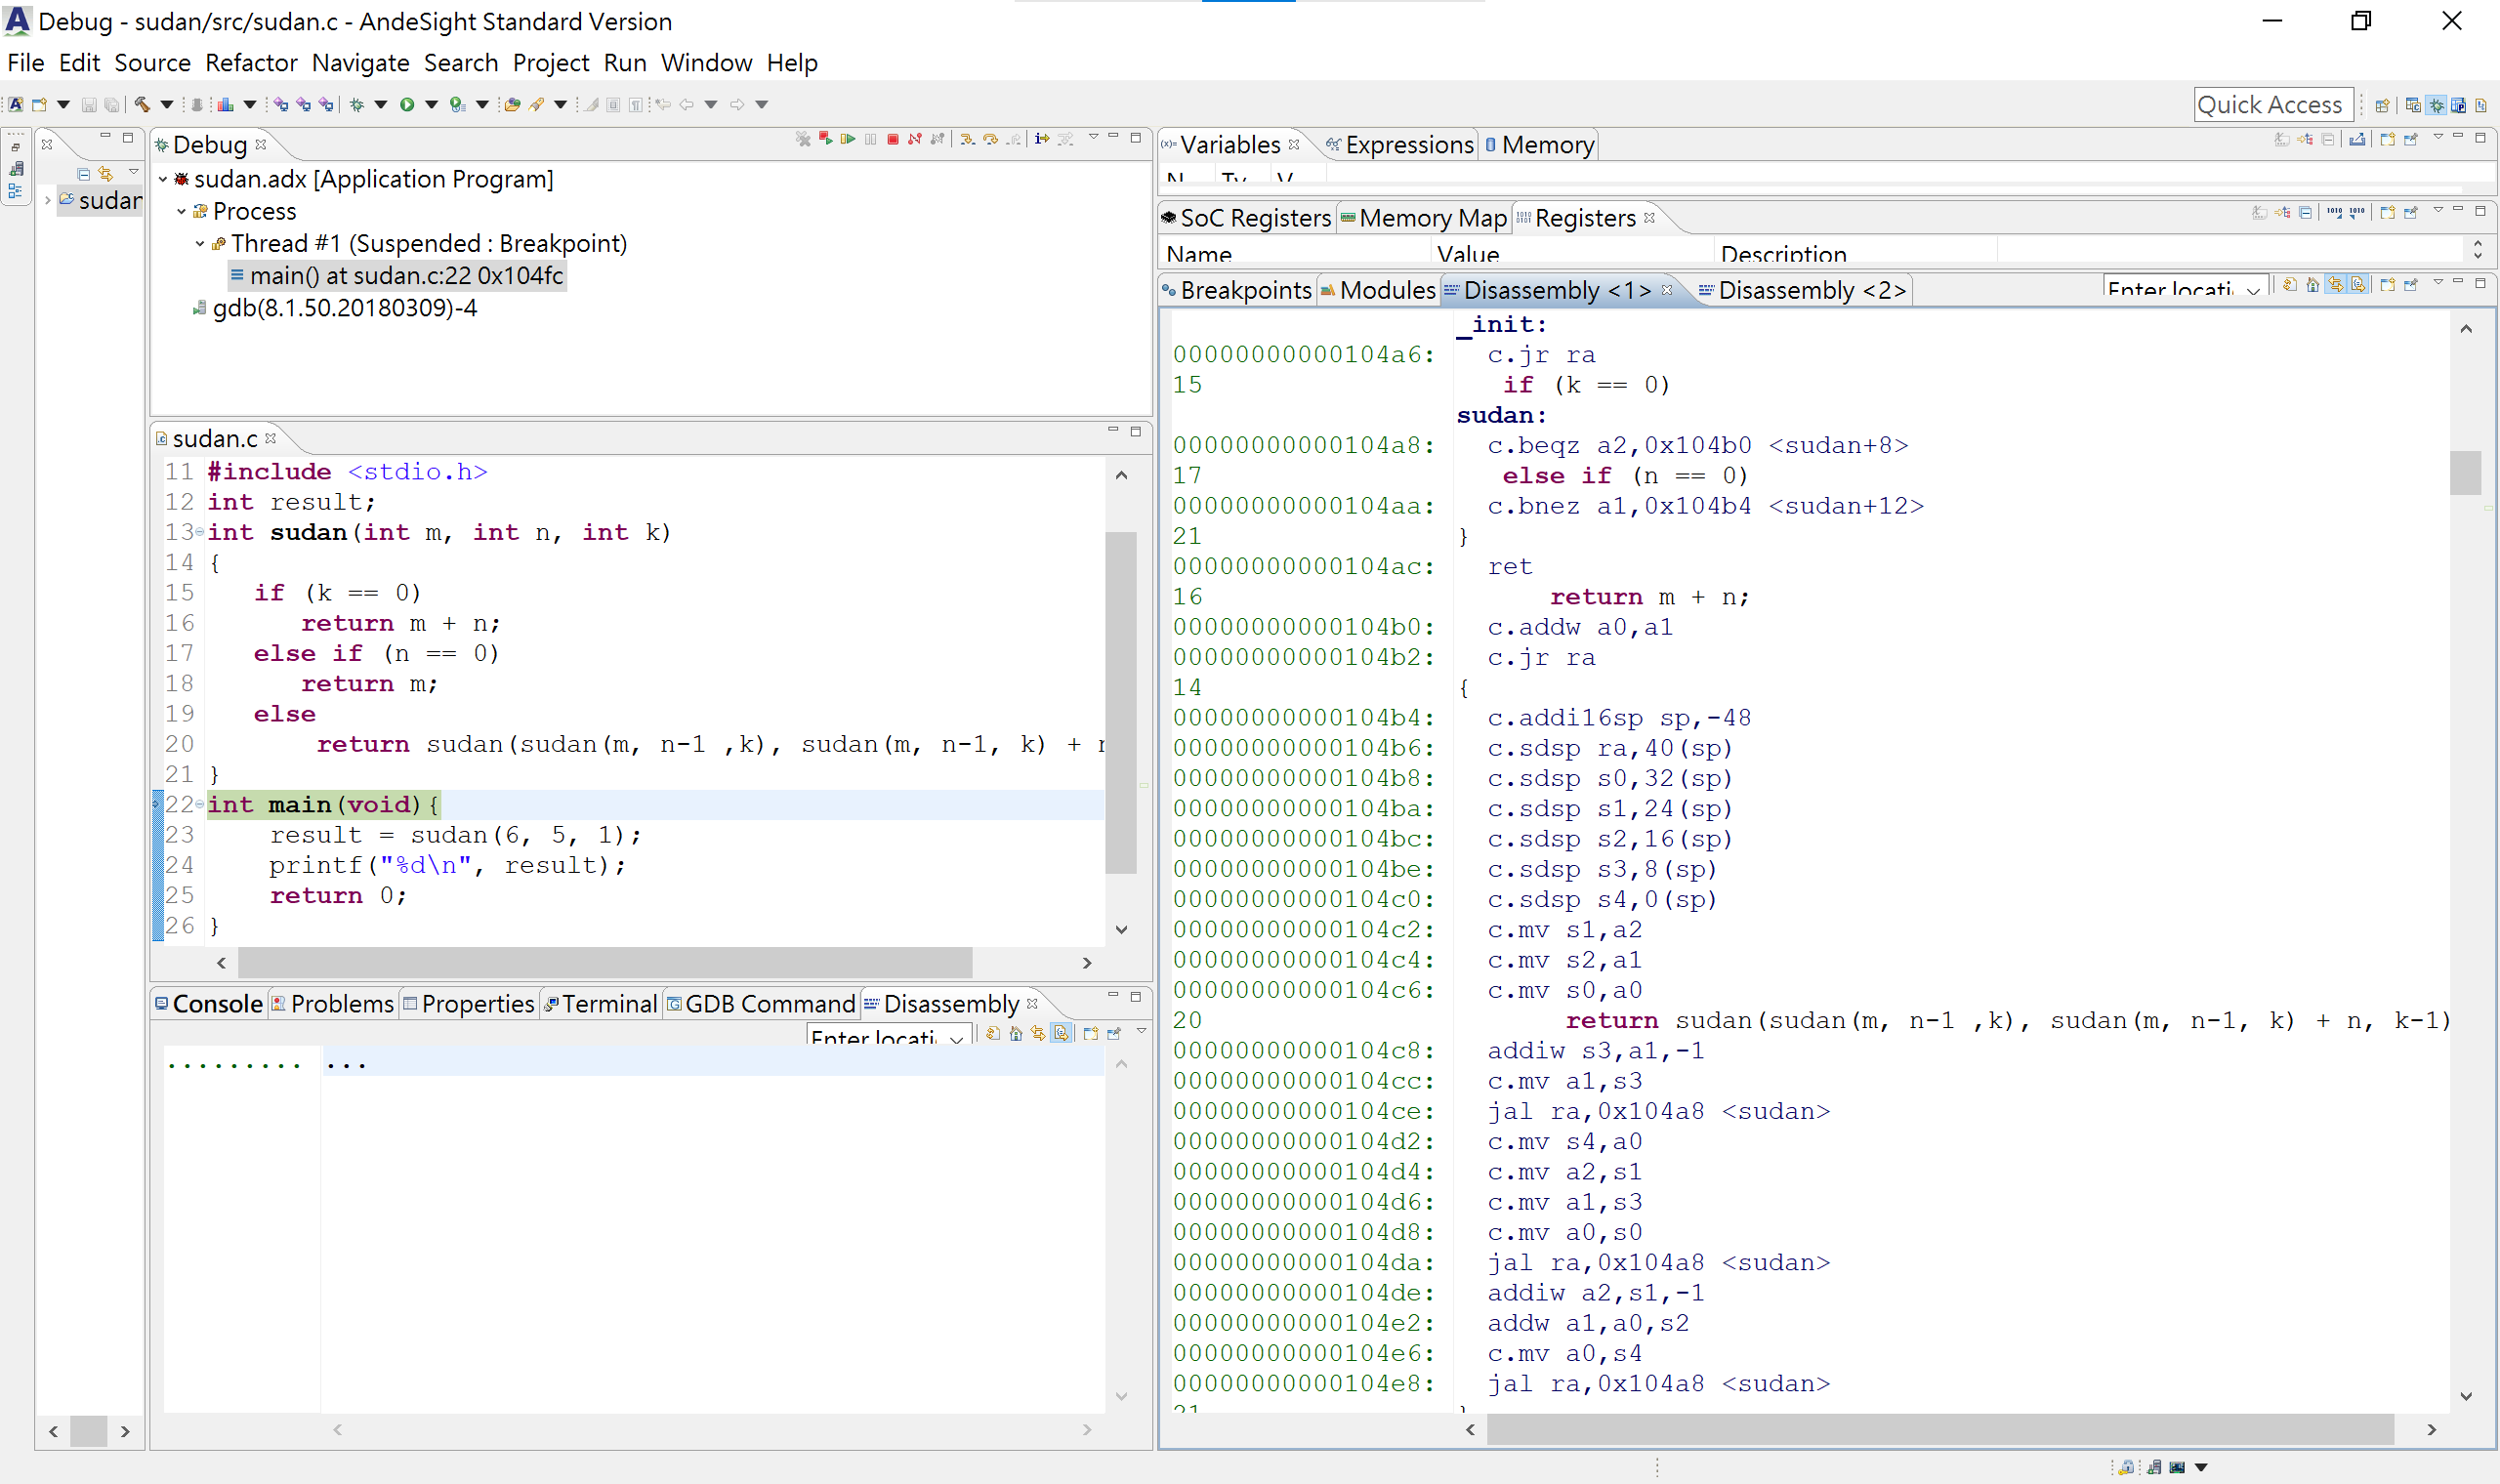 Debug - sudan/src/sudan.c - AndeSight Standard Version
File Edit Source Refactor Navigate Search Project Run Window Help
Quick Access
sudan
Debug
sudan.adx [Application Program]
Process
Thread #1 (Suspended : Breakpoint)
main() at sudan.c:22 0x104fc
gdb(8.1.50.20180309)-4
sudan.c
11 #include <stdio.h>
12 int result;
13 int sudan(int m, int n, int k)
14 {
15 if (k == 0)
16 return m + n;
17 else if (n == 0)
18 return m;
19 else
20 return sudan(sudan(m, n-1 ,k), sudan(m, n-1, k) +
21 }
22 int main(void){
23 result = sudan(6, 5, 1);
24 printf("%d\n", result);
25 return 0;
26 }
Console Problems Properties Terminal GDB Command Disassembly
Enter locati
......... ...
Variables Expressions Memory
SoC Registers Memory Map Registers
Name Value Description
Breakpoints Modules Disassembly <1> Disassembly <2>
Enter locati
_init:
00000000000104a6: c.jr ra
15 if (k == 0)
sudan:
00000000000104a8: c.beqz a2,0x104b0 <sudan+8>
17 else if (n == 0)
00000000000104aa: c.bnez a1,0x104b4 <sudan+12>
21 }
00000000000104ac: ret
16 return m + n;
00000000000104b0: c.addw a0,a1
00000000000104b2: c.jr ra
14 {
00000000000104b4: c.addi16sp sp,-48
00000000000104b6: c.sdsp ra,40(sp)
00000000000104b8: c.sdsp s0,32(sp)
00000000000104ba: c.sdsp s1,24(sp)
00000000000104bc: c.sdsp s2,16(sp)
00000000000104be: c.sdsp s3,8(sp)
00000000000104c0: c.sdsp s4,0(sp)
00000000000104c2: c.mv s1,a2
00000000000104c4: c.mv s2,a1
00000000000104c6: c.mv s0,a0
20 return sudan(sudan(m, n-1 ,k), sudan(m, n-1, k) + n, k-1)
00000000000104c8: addiw s3,a1,-1
00000000000104cc: c.mv a1,s3
00000000000104ce: jal ra,0x104a8 <sudan>
00000000000104d2: c.mv s4,a0
00000000000104d4: c.mv a2,s1
00000000000104d6: c.mv a1,s3
00000000000104d8: c.mv a0,s0
00000000000104da: jal ra,0x104a8 <sudan>
00000000000104de: addiw a2,s1,-1
00000000000104e2: addw a1,a0,s2
00000000000104e6: c.mv a0,s4
00000000000104e8: jal ra,0x104a8 <sudan>
21 }